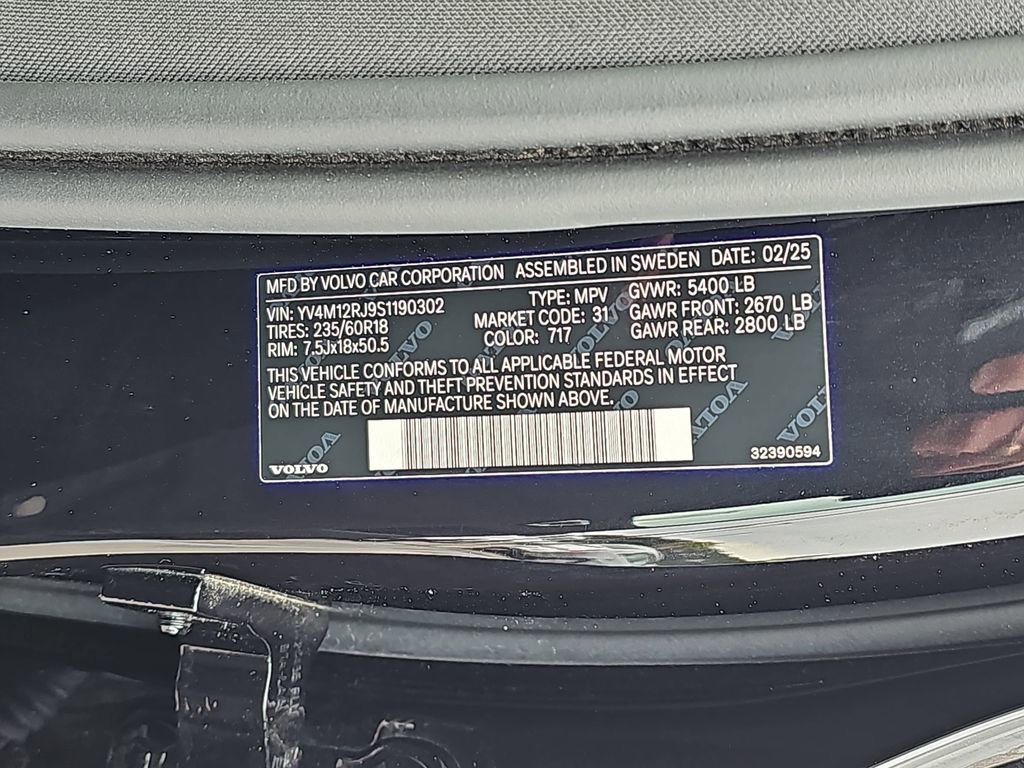 MFD BY VOLVO CAR CORPORATION ASSEMBLED IN SWEDEN DATE: 02/25
VIN: YV4M12RJ9S1190302 TYPE: MPV GVWR: 5400 LB
TIRES: 235/60R18 MARKET CODE: 31 GAWR FRONT: 2670 LB
RIM: 7.5Jx18x50.5 COLOR: 717 GAWR REAR: 2800 LB
THIS VEHICLE CONFORMS TO ALL APPLICABLE FEDERAL MOTOR
VEHICLE SAFETY AND THEFT PREVENTION STANDARDS IN EFFECT
ON THE DATE OF MANUFACTURE SHOWN ABOVE.
VOLVO
32390594